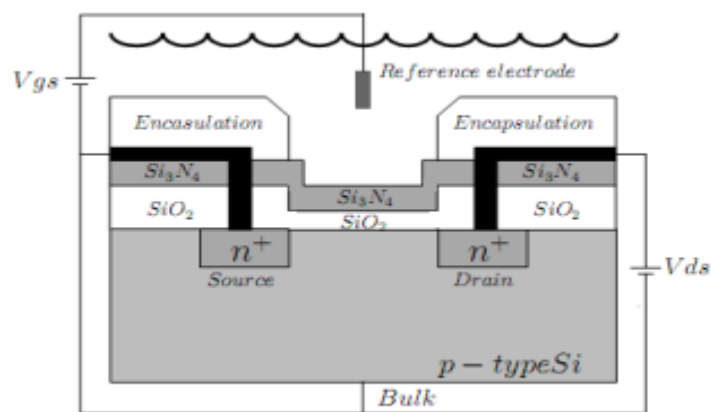 Vgs
Reference electrode
Encasulation
Encapsulation
Si₃N₄
Si₃N₄
Si₃N₄
SiO₂
SiO₂
SiO₂
n⁺
n⁺
Source
Drain
Vds
p − typeSi
Bulk